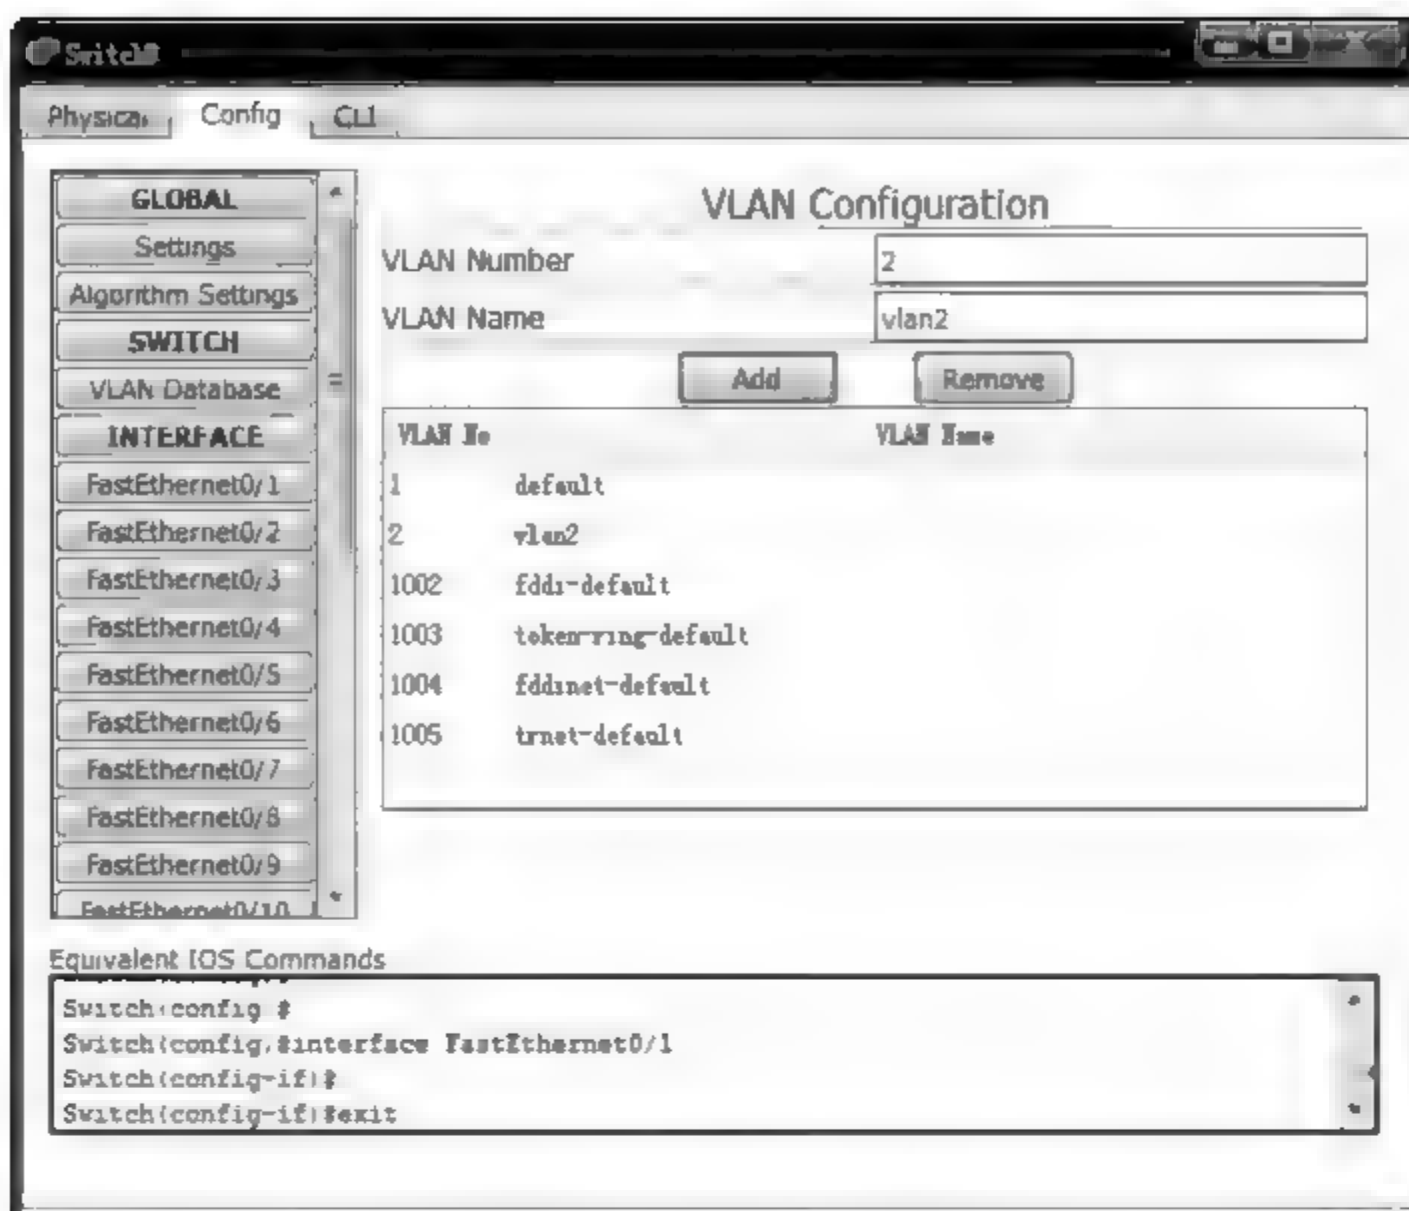 Physical Config CLI
GLOBAL
Settings
Algorithm Settings
SWITCH
VLAN Database
INTERFACE
FastEthernet0/1
FastEthernet0/2
FastEthernet0/3
FastEthernet0/4
FastEthernet0/5
FastEthernet0/6
FastEthernet0/7
FastEthernet0/8
FastEthernet0/9
FastEthernet0/10
VLAN Configuration
VLAN Number 2
VLAN Name vlan2
Add Remove
VLAN No VLAN Name
1 default
2 vlan2
1002 fddi-default
1003 token-ring-default
1004 fddinet-default
1005 trnet-default
Equivalent IOS Commands
Switch(config)#
Switch(config)#interface FastEthernet0/1
Switch(config-if)#
Switch(config-if)#exit